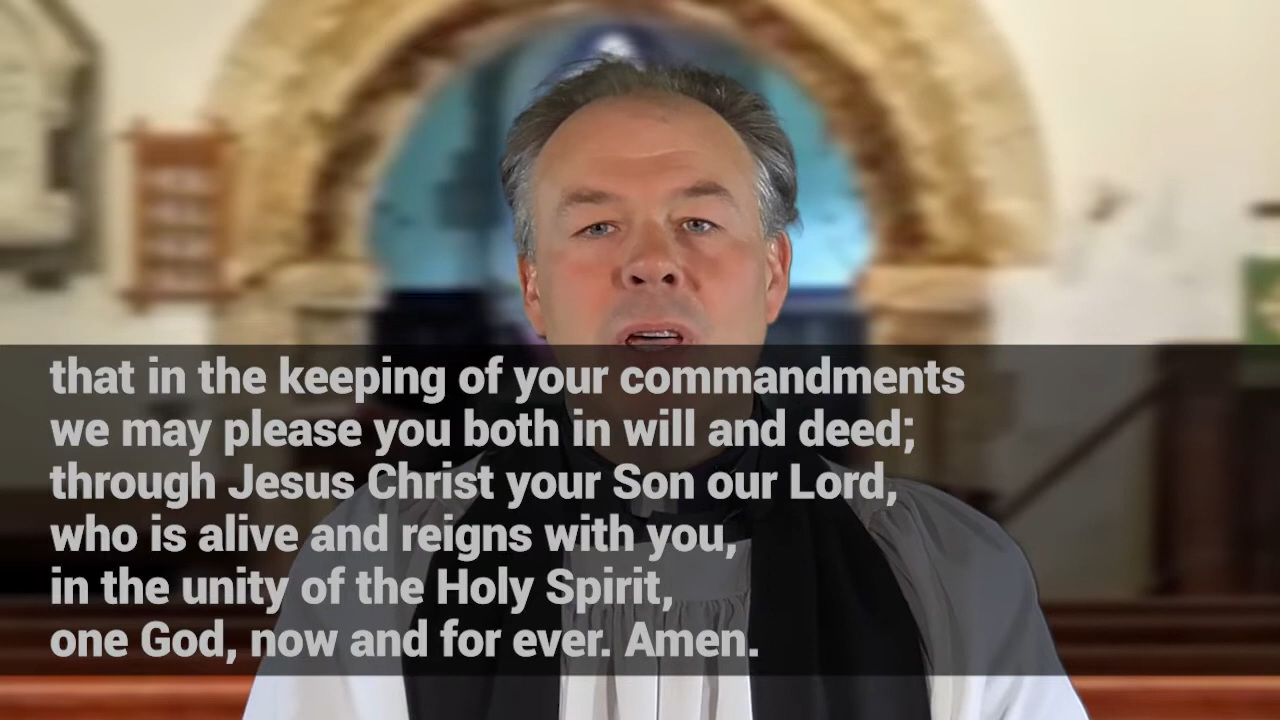 that in the keeping of your commandments
we may please you both in will and deed;
through Jesus Christ your Son our Lord,
who is alive and reigns with you,
in the unity of the Holy Spirit,
one God, now and for ever. Amen.